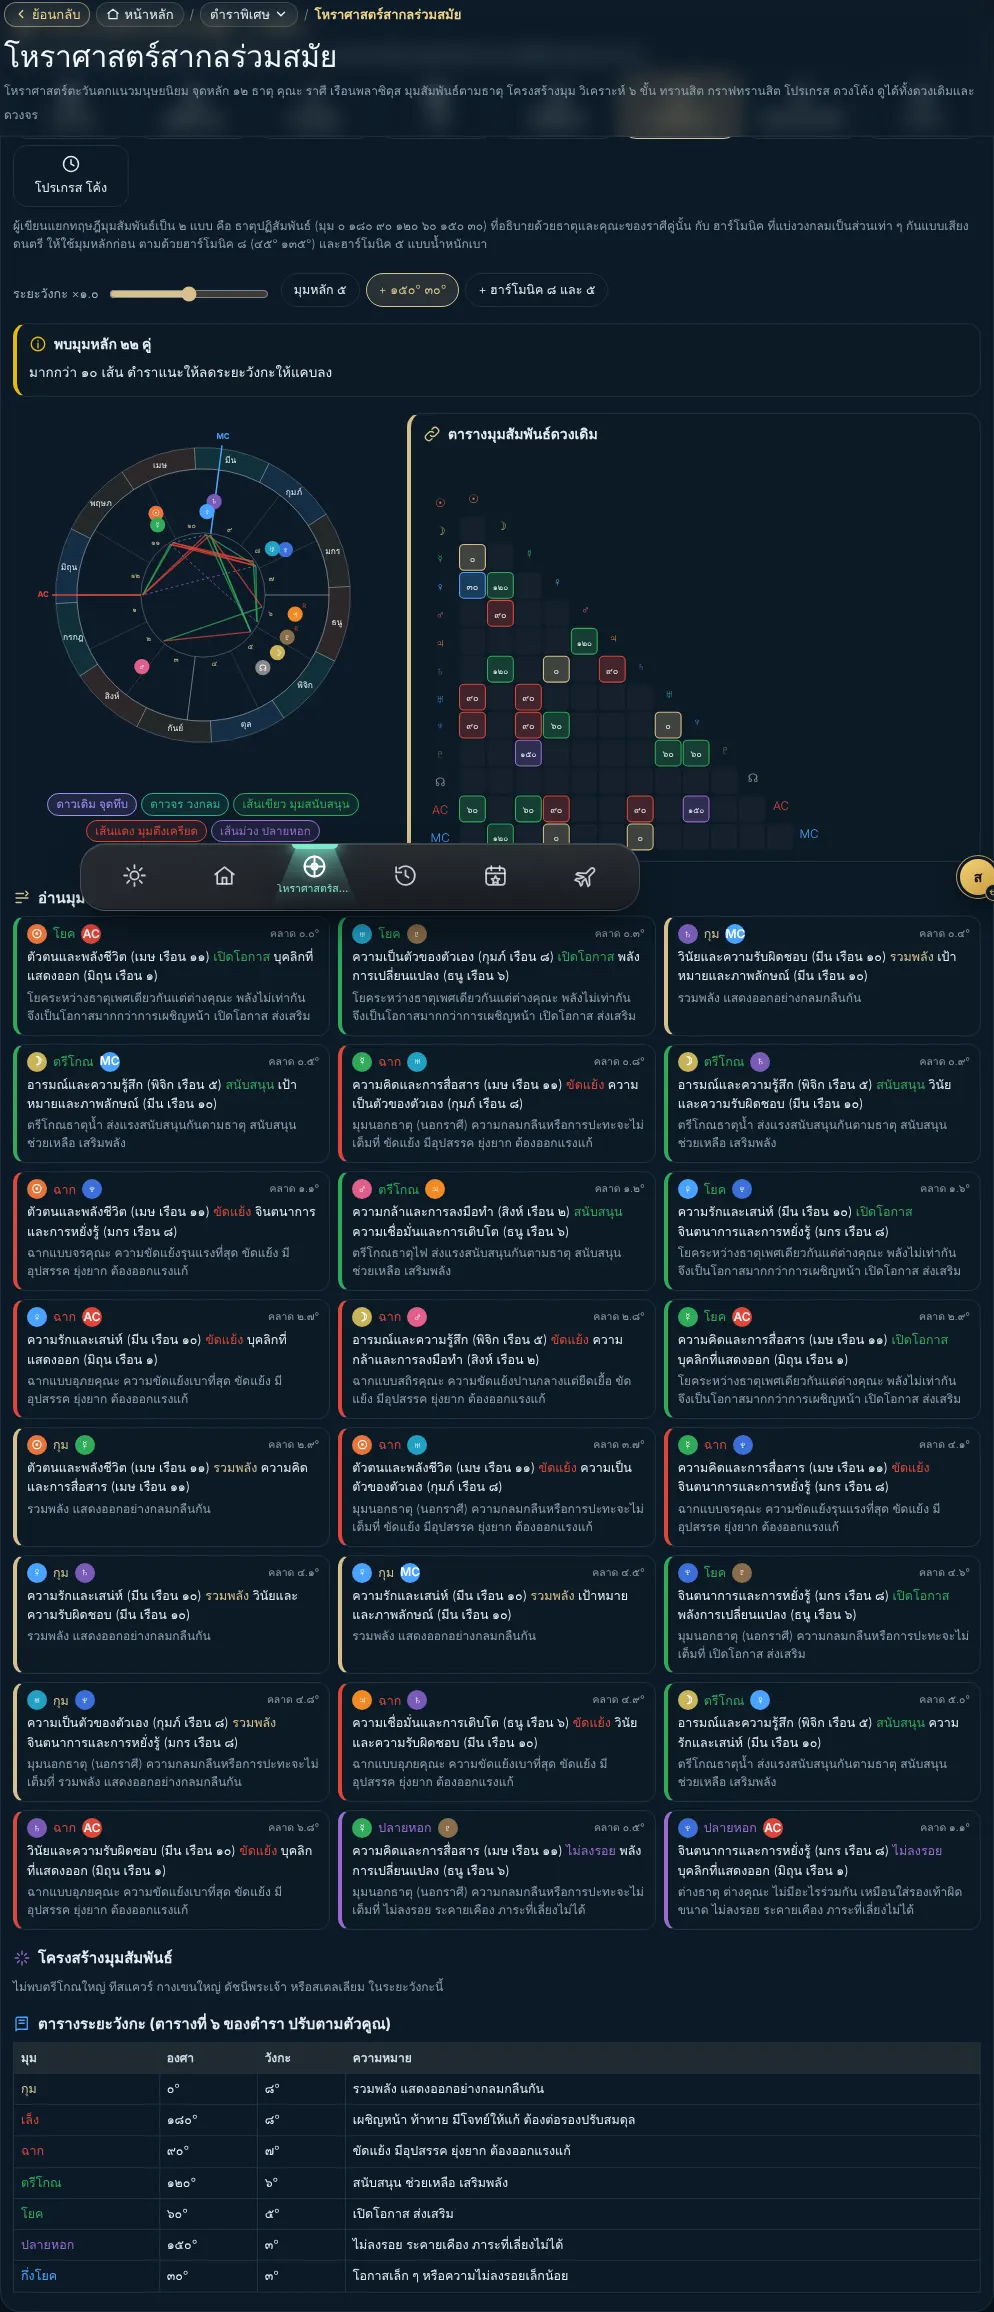 ย้อนกลับ หน้าหลัก / ตำราพิเศษ / โหราศาสตร์สากลร่วมสมัย
โหราศาสตร์สากลร่วมสมัย
โหราศาสตร์ตะวันตกแนวมนุษยนิยม จุดหลัก ๑๒ ธาตุ คุณะ ราศี เรือนพลาซิดุส มุมสัมพันธ์ตามธาตุ โครงสร้างมุม วิเคราะห์ ๖ ขั้น ทรานสิต กราฟทรานสิต โปรเกรส ดวงโค้ง ดูได้ทั้งดวงเดิมและ
ดวงจร
โปรเกรส โค้ง
ผู้เขียนแยกทฤษฎีมุมสัมพันธ์เป็น ๒ แบบ คือ ธาตุปฏิสัมพันธ์ (มุม ๐ ๑๘๐ ๙๐ ๑๒๐ ๖๐ ๑๕๐ ๓๐) ที่อธิบายด้วยธาตุและคุณะของราศีคู่นั้น กับ ฮาร์โมนิค ที่แบ่งวงกลมเป็นส่วนเท่า ๆ กันแบบเสียง
ดนตรี ให้ใช้มุมหลักก่อน ตามด้วยฮาร์โมนิค ๘ (๔๕° ๑๓๕°) และฮาร์โมนิค ๕ แบบน้ำหนักเบา
ระยะวังกะ ×๑.๐ มุมหลัก ๕ + ๑๕๐° ๓๐° + ฮาร์โมนิค ๘ และ ๕
พบมุมหลัก ๒๒ คู่
มากกว่า ๑๐ เส้น ตำราแนะให้ลดระยะวังกะให้แคบลง
MC
เมษ มีน กุมภ์ มกร ธนู พิจิก ตุล กันย์ สิงห์ กรกฎ มิถุน พฤษภ
AC
ดาวเดิม จุดทึบ ดาวจร วงกลม เส้นเขียว มุมสนับสนุน
เส้นแดง มุมตึงเครียด เส้นม่วง ปลายหอก
ตารางมุมสัมพันธ์ดวงเดิม
☉ ☉
☽ ☽
☿ ๐ ☿
♀ ๓๐ ๑๒๐ ♀
♂ ๙๐ ♂
♃ ๑๒๐ ♃
♄ ๑๒๐ ๐ ๙๐ ♄
♅ ๙๐ ๙๐ ♅
♆ ๙๐ ๙๐ ๖๐ ๐ ♆
♇ ๑๕๐ ๖๐ ๖๐ ♇
☊ ☊
AC ๖๐ ๖๐ ๙๐ ๙๐ ๑๕๐ AC
MC ๑๒๐ ๐ ๐ MC
โหราศาสตร์ส...
ส
อ่านมุม
โยค AC คลาด ๐.๐°
ตัวตนและพลังชีวิต (เมษ เรือน ๑๑) เปิดโอกาส บุคลิกที่
แสดงออก (มิถุน เรือน ๑)
โยคระหว่างธาตุเพศเดียวกันแต่ต่างคุณะ พลังไม่เท่ากัน
จึงเป็นโอกาสมากกว่าการเผชิญหน้า เปิดโอกาส ส่งเสริม
โยค คลาด ๐.๓°
ความเป็นตัวของตัวเอง (กุมภ์ เรือน ๘) เปิดโอกาส พลัง
การเปลี่ยนแปลง (ธนู เรือน ๖)
โยคระหว่างธาตุเพศเดียวกันแต่ต่างคุณะ พลังไม่เท่ากัน
จึงเป็นโอกาสมากกว่าการเผชิญหน้า เปิดโอกาส ส่งเสริม
กุม MC คลาด ๐.๔°
วินัยและความรับผิดชอบ (มีน เรือน ๑๐) รวมพลัง เป้า
หมายและภาพลักษณ์ (มีน เรือน ๑๐)
รวมพลัง แสดงออกอย่างกลมกลืนกัน
ตรีโกณ MC คลาด ๐.๕°
อารมณ์และความรู้สึก (พิจิก เรือน ๕) สนับสนุน เป้า
หมายและภาพลักษณ์ (มีน เรือน ๑๐)
ตรีโกณธาตุน้ำ ส่งแรงสนับสนุนกันตามธาตุ สนับสนุน
ช่วยเหลือ เสริมพลัง
ฉาก คลาด ๐.๘°
ความคิดและการสื่อสาร (เมษ เรือน ๑๑) ขัดแย้ง ความ
เป็นตัวของตัวเอง (กุมภ์ เรือน ๘)
มุมนอกธาตุ (นอกราศี) ความกลมกลืนหรือการปะทะจะไม่
เต็มที่ ขัดแย้ง มีอุปสรรค ยุ่งยาก ต้องออกแรงแก้
ตรีโกณ คลาด ๐.๙°
อารมณ์และความรู้สึก (พิจิก เรือน ๕) สนับสนุน วินัย
และความรับผิดชอบ (มีน เรือน ๑๐)
ตรีโกณธาตุน้ำ ส่งแรงสนับสนุนกันตามธาตุ สนับสนุน
ช่วยเหลือ เสริมพลัง
ฉาก คลาด ๑.๑°
ตัวตนและพลังชีวิต (เมษ เรือน ๑๑) ขัดแย้ง จินตนาการ
และการหยั่งรู้ (มกร เรือน ๘)
ฉากแบบจรคุณะ ความขัดแย้งรุนแรงที่สุด ขัดแย้ง มี
อุปสรรค ยุ่งยาก ต้องออกแรงแก้
ตรีโกณ คลาด ๑.๒°
ความกล้าและการลงมือทำ (สิงห์ เรือน ๒) สนับสนุน
ความเชื่อมั่นและการเติบโต (ธนู เรือน ๖)
ตรีโกณธาตุไฟ ส่งแรงสนับสนุนกันตามธาตุ สนับสนุน
ช่วยเหลือ เสริมพลัง
โยค คลาด ๑.๖°
ความรักและเสน่ห์ (มีน เรือน ๑๐) เปิดโอกาส
จินตนาการและการหยั่งรู้ (มกร เรือน ๘)
โยคระหว่างธาตุเพศเดียวกันแต่ต่างคุณะ พลังไม่เท่ากัน
จึงเป็นโอกาสมากกว่าการเผชิญหน้า เปิดโอกาส ส่งเสริม
ฉาก AC คลาด ๒.๗°
ความรักและเสน่ห์ (มีน เรือน ๑๐) ขัดแย้ง บุคลิกที่
แสดงออก (มิถุน เรือน ๑)
ฉากแบบอุภยคุณะ ความขัดแย้งเบาที่สุด ขัดแย้ง มี
อุปสรรค ยุ่งยาก ต้องออกแรงแก้
ฉาก คลาด ๒.๘°
อารมณ์และความรู้สึก (พิจิก เรือน ๕) ขัดแย้ง ความ
กล้าและการลงมือทำ (สิงห์ เรือน ๒)
ฉากแบบสถิรคุณะ ความขัดแย้งปานกลางแต่ยืดเยื้อ ขัด
แย้ง มีอุปสรรค ยุ่งยาก ต้องออกแรงแก้
โยค AC คลาด ๒.๙°
ความคิดและการสื่อสาร (เมษ เรือน ๑๑) เปิดโอกาส
บุคลิกที่แสดงออก (มิถุน เรือน ๑)
โยคระหว่างธาตุเพศเดียวกันแต่ต่างคุณะ พลังไม่เท่ากัน
จึงเป็นโอกาสมากกว่าการเผชิญหน้า เปิดโอกาส ส่งเสริม
กุม คลาด ๒.๙°
ตัวตนและพลังชีวิต (เมษ เรือน ๑๑) รวมพลัง ความคิด
และการสื่อสาร (เมษ เรือน ๑๑)
รวมพลัง แสดงออกอย่างกลมกลืนกัน
ฉาก คลาด ๓.๗°
ตัวตนและพลังชีวิต (เมษ เรือน ๑๑) ขัดแย้ง ความเป็น
ตัวของตัวเอง (กุมภ์ เรือน ๘)
มุมนอกธาตุ (นอกราศี) ความกลมกลืนหรือการปะทะจะไม่
เต็มที่ ขัดแย้ง มีอุปสรรค ยุ่งยาก ต้องออกแรงแก้
ฉาก คลาด ๔.๑°
ความคิดและการสื่อสาร (เมษ เรือน ๑๑) ขัดแย้ง
จินตนาการและการหยั่งรู้ (มกร เรือน ๘)
ฉากแบบจรคุณะ ความขัดแย้งรุนแรงที่สุด ขัดแย้ง มี
อุปสรรค ยุ่งยาก ต้องออกแรงแก้
กุม คลาด ๔.๑°
ความรักและเสน่ห์ (มีน เรือน ๑๐) รวมพลัง วินัยและ
ความรับผิดชอบ (มีน เรือน ๑๐)
รวมพลัง แสดงออกอย่างกลมกลืนกัน
กุม MC คลาด ๔.๕°
ความรักและเสน่ห์ (มีน เรือน ๑๐) รวมพลัง เป้าหมาย
และภาพลักษณ์ (มีน เรือน ๑๐)
รวมพลัง แสดงออกอย่างกลมกลืนกัน
โยค คลาด ๔.๖°
จินตนาการและการหยั่งรู้ (มกร เรือน ๘) เปิดโอกาส
พลังการเปลี่ยนแปลง (ธนู เรือน ๖)
มุมนอกธาตุ (นอกราศี) ความกลมกลืนหรือการปะทะจะไม่
เต็มที่ เปิดโอกาส ส่งเสริม
กุม คลาด ๔.๘°
ความเป็นตัวของตัวเอง (กุมภ์ เรือน ๘) รวมพลัง
จินตนาการและการหยั่งรู้ (มกร เรือน ๘)
มุมนอกธาตุ (นอกราศี) ความกลมกลืนหรือการปะทะจะไม่
เต็มที่ รวมพลัง แสดงออกอย่างกลมกลืนกัน
ฉาก คลาด ๔.๙°
ความเชื่อมั่นและการเติบโต (ธนู เรือน ๖) ขัดแย้ง วินัย
และความรับผิดชอบ (มีน เรือน ๑๐)
ฉากแบบอุภยคุณะ ความขัดแย้งเบาที่สุด ขัดแย้ง มี
อุปสรรค ยุ่งยาก ต้องออกแรงแก้
ตรีโกณ คลาด ๕.๐°
อารมณ์และความรู้สึก (พิจิก เรือน ๕) สนับสนุน ความ
รักและเสน่ห์ (มีน เรือน ๑๐)
ตรีโกณธาตุน้ำ ส่งแรงสนับสนุนกันตามธาตุ สนับสนุน
ช่วยเหลือ เสริมพลัง
ฉาก AC คลาด ๖.๘°
วินัยและความรับผิดชอบ (มีน เรือน ๑๐) ขัดแย้ง บุคลิก
ที่แสดงออก (มิถุน เรือน ๑)
ฉากแบบอุภยคุณะ ความขัดแย้งเบาที่สุด ขัดแย้ง มี
อุปสรรค ยุ่งยาก ต้องออกแรงแก้
ปลายหอก คลาด ๐.๕°
ความคิดและการสื่อสาร (เมษ เรือน ๑๑) ไม่ลงรอย พลัง
การเปลี่ยนแปลง (ธนู เรือน ๖)
มุมนอกธาตุ (นอกราศี) ความกลมกลืนหรือการปะทะจะไม่
เต็มที่ ไม่ลงรอย ระคายเคือง ภาระที่เลี่ยงไม่ได้
ปลายหอก AC คลาด ๑.๑°
จินตนาการและการหยั่งรู้ (มกร เรือน ๘) ไม่ลงรอย
บุคลิกที่แสดงออก (มิถุน เรือน ๑)
ต่างธาตุ ต่างคุณะ ไม่มีอะไรร่วมกัน เหมือนใส่รองเท้าผิด
ขนาด ไม่ลงรอย ระคายเคือง ภาระที่เลี่ยงไม่ได้
โครงสร้างมุมสัมพันธ์
ไม่พบตรีโกณใหญ่ ทีสแควร์ กางเขนใหญ่ ดัชนีพระเจ้า หรือสเตลเลียม ในระยะวังกะนี้
ตารางระยะวังกะ (ตารางที่ ๖ ของตำรา ปรับตามตัวคูณ)
มุม องศา วังกะ ความหมาย
กุม ๐° ๘° รวมพลัง แสดงออกอย่างกลมกลืนกัน
เล็ง ๑๘๐° ๘° เผชิญหน้า ท้าทาย มีโจทย์ให้แก้ ต้องต่อรองปรับสมดุล
ฉาก ๙๐° ๗° ขัดแย้ง มีอุปสรรค ยุ่งยาก ต้องออกแรงแก้
ตรีโกณ ๑๒๐° ๖° สนับสนุน ช่วยเหลือ เสริมพลัง
โยค ๖๐° ๕° เปิดโอกาส ส่งเสริม
ปลายหอก ๑๕๐° ๓° ไม่ลงรอย ระคายเคือง ภาระที่เลี่ยงไม่ได้
กึ่งโยค ๓๐° ๓° โอกาสเล็ก ๆ หรือความไม่ลงรอยเล็กน้อย